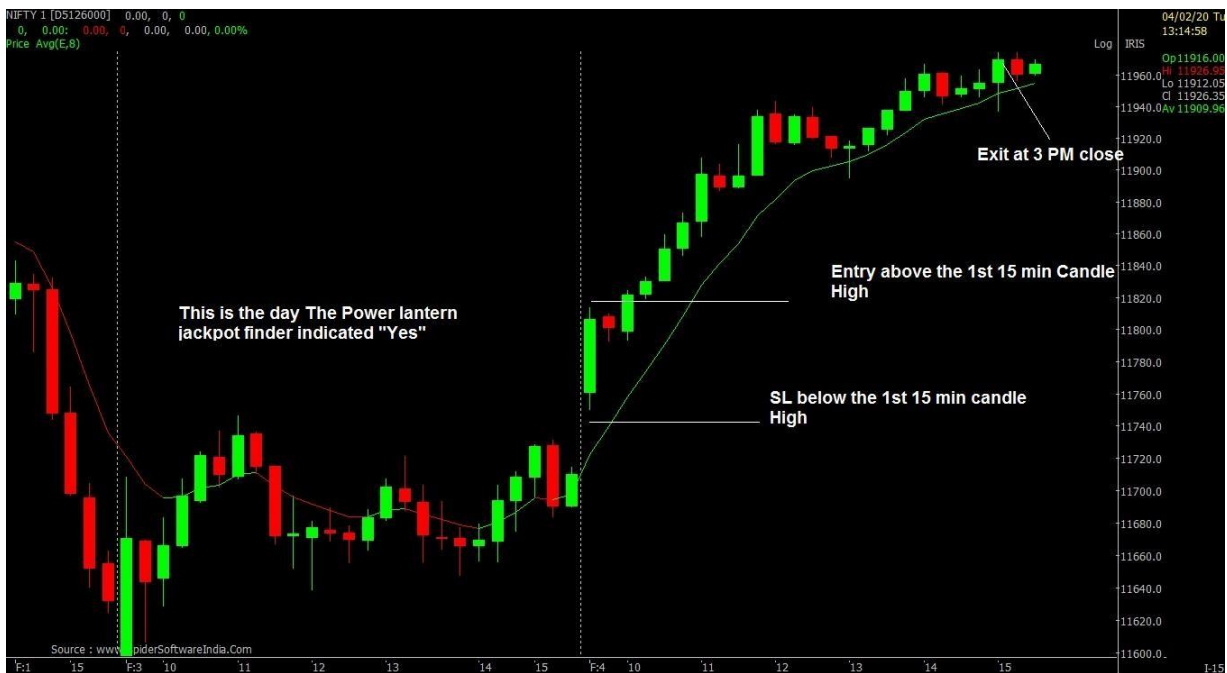 NIFTY 1 [D5126000] 0.00, 0, 0
0, 0.00: 0.00, 0, 0.00, 0.00, 0.00%
Price Avg(E,8)
04/02/20 Tu
13:14:58
Log IRIS
Op11916.00
Hi 11926.95
Lo 11912.05
Cl 11926.35
Av 11909.96
11960.0
11940.0
11920.0
11900.0
11880.0
11860.0
11840.0
11820.0
11800.0
11780.0
11760.0
11740.0
11720.0
11700.0
11680.0
11660.0
11640.0
11620.0
11600.0
Exit at 3 PM close
Entry above the 1st 15 min Candle
High
This is the day The Power lantern
jackpot finder indicated "Yes"
SL below the 1st 15 min candle
High
Source : www.SpiderSoftwareIndia.Com
F:1 '15 F:3 '10 '11 '12 '13 '14 '15 F:4 '10 '11 '12 '13 '14 '15 I-15